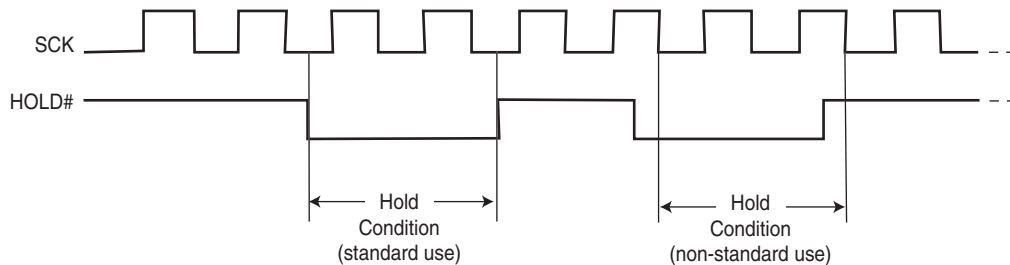 SCK
HOLD#
Hold
Condition
(standard use)
Hold
Condition
(non-standard use)